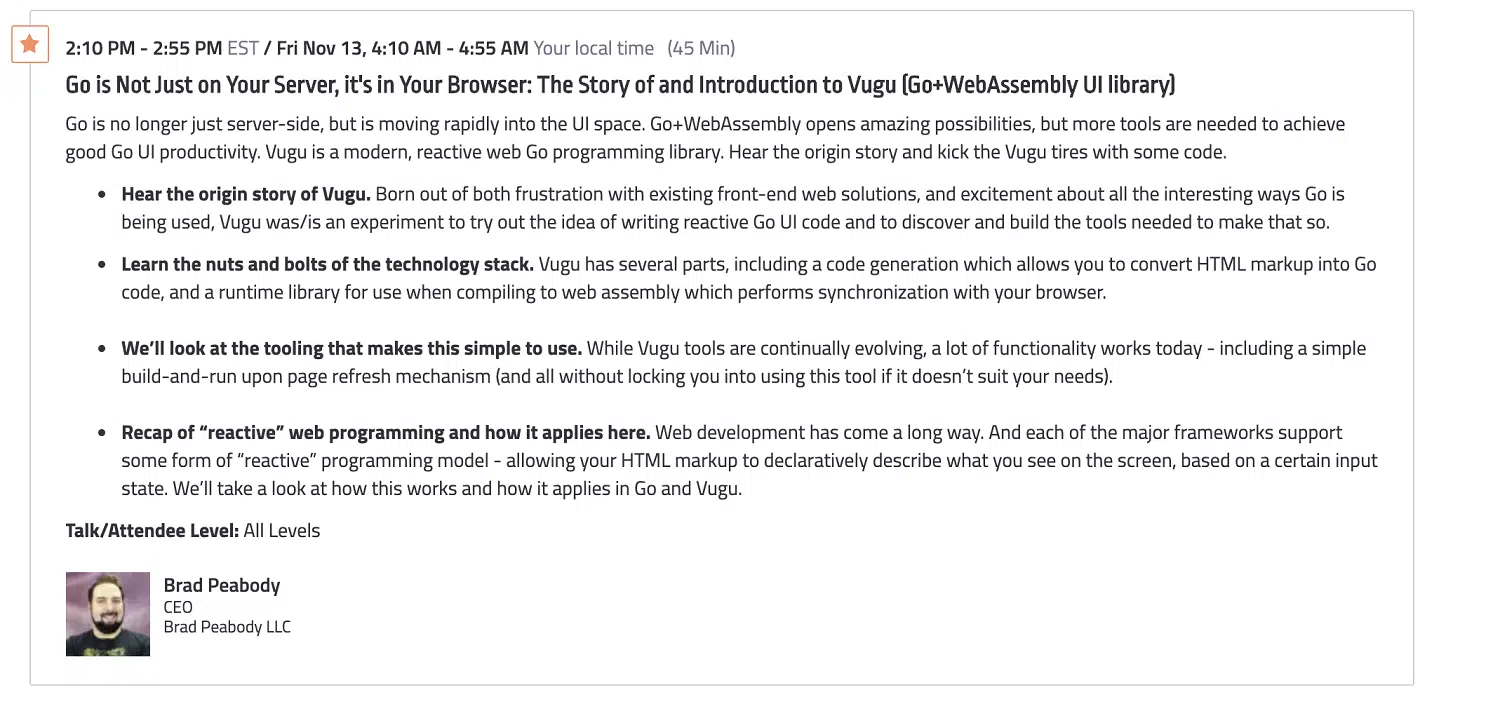 2:10 PM - 2:55 PM EST / Fri Nov 13, 4:10 AM - 4:55 AM Your local time (45 Min)
Go is Not Just on Your Server, it's in Your Browser: The Story of and Introduction to Vugu (Go+WebAssembly UI library)
Go is no longer just server-side, but is moving rapidly into the UI space. Go+WebAssembly opens amazing possibilities, but more tools are needed to achieve
good Go UI productivity. Vugu is a modern, reactive web Go programming library. Hear the origin story and kick the Vugu tires with some code.
• Hear the origin story of Vugu. Born out of both frustration with existing front-end web solutions, and excitement about all the interesting ways Go is
being used, Vugu was/is an experiment to try out the idea of writing reactive Go UI code and to discover and build the tools needed to make that so.
• Learn the nuts and bolts of the technology stack. Vugu has several parts, including a code generation which allows you to convert HTML markup into Go
code, and a runtime library for use when compiling to web assembly which performs synchronization with your browser.
• We’ll look at the tooling that makes this simple to use. While Vugu tools are continually evolving, a lot of functionality works today - including a simple
build-and-run upon page refresh mechanism (and all without locking you into using this tool if it doesn’t suit your needs).
• Recap of “reactive” web programming and how it applies here. Web development has come a long way. And each of the major frameworks support
some form of “reactive” programming model - allowing your HTML markup to declaratively describe what you see on the screen, based on a certain input
state. We’ll take a look at how this works and how it applies in Go and Vugu.
Talk/Attendee Level: All Levels
Brad Peabody
CEO
Brad Peabody LLC